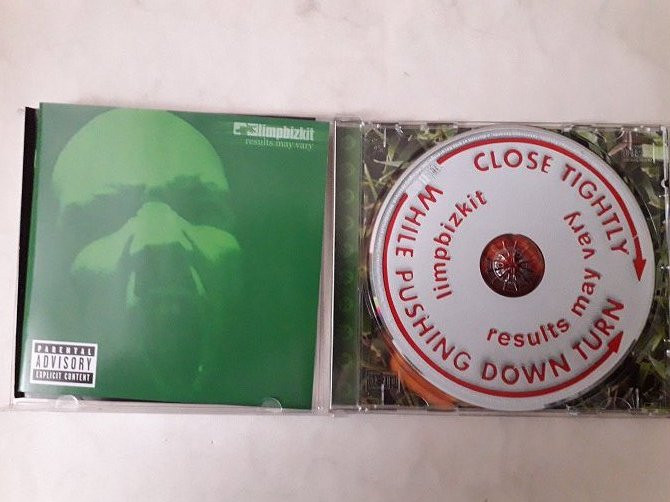 limpbizkit
results may vary
PARENTAL
ADVISORY
EXPLICIT CONTENT
CLOSE TIGHTLY
WHILE PUSHING DOWN TURN
limpbizkit
results may vary